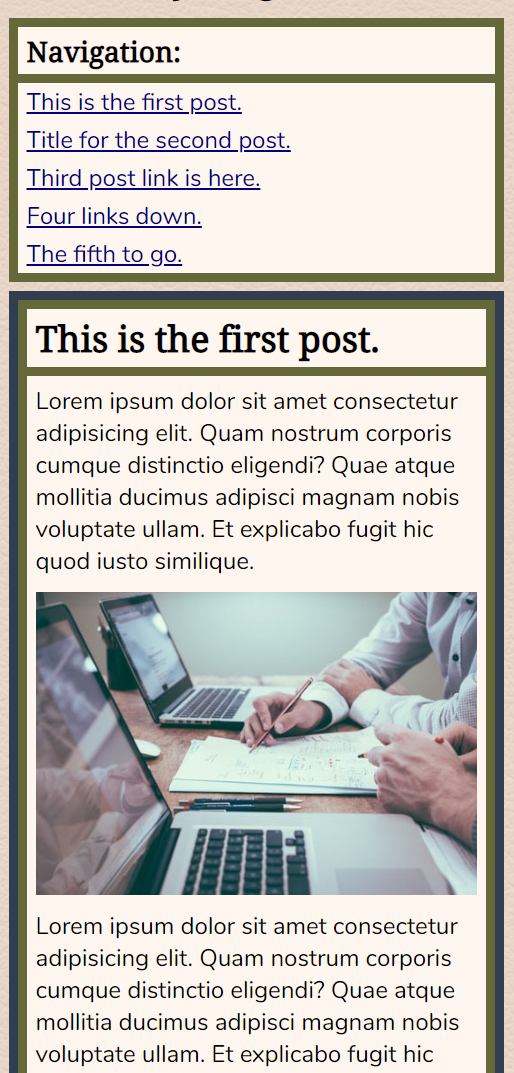 Navigation:
This is the first post.
Title for the second post.
Third post link is here.
Four links down.
The fifth to go.
This is the first post.
Lorem ipsum dolor sit amet consectetur
adipisicing elit. Quam nostrum corporis
cumque distinctio eligendi? Quae atque
mollitia ducimus adipisci magnam nobis
voluptate ullam. Et explicabo fugit hic
quod iusto similique.
Lorem ipsum dolor sit amet consectetur
adipisicing elit. Quam nostrum corporis
cumque distinctio eligendi? Quae atque
mollitia ducimus adipisci magnam nobis
voluptate ullam. Et explicabo fugit hic